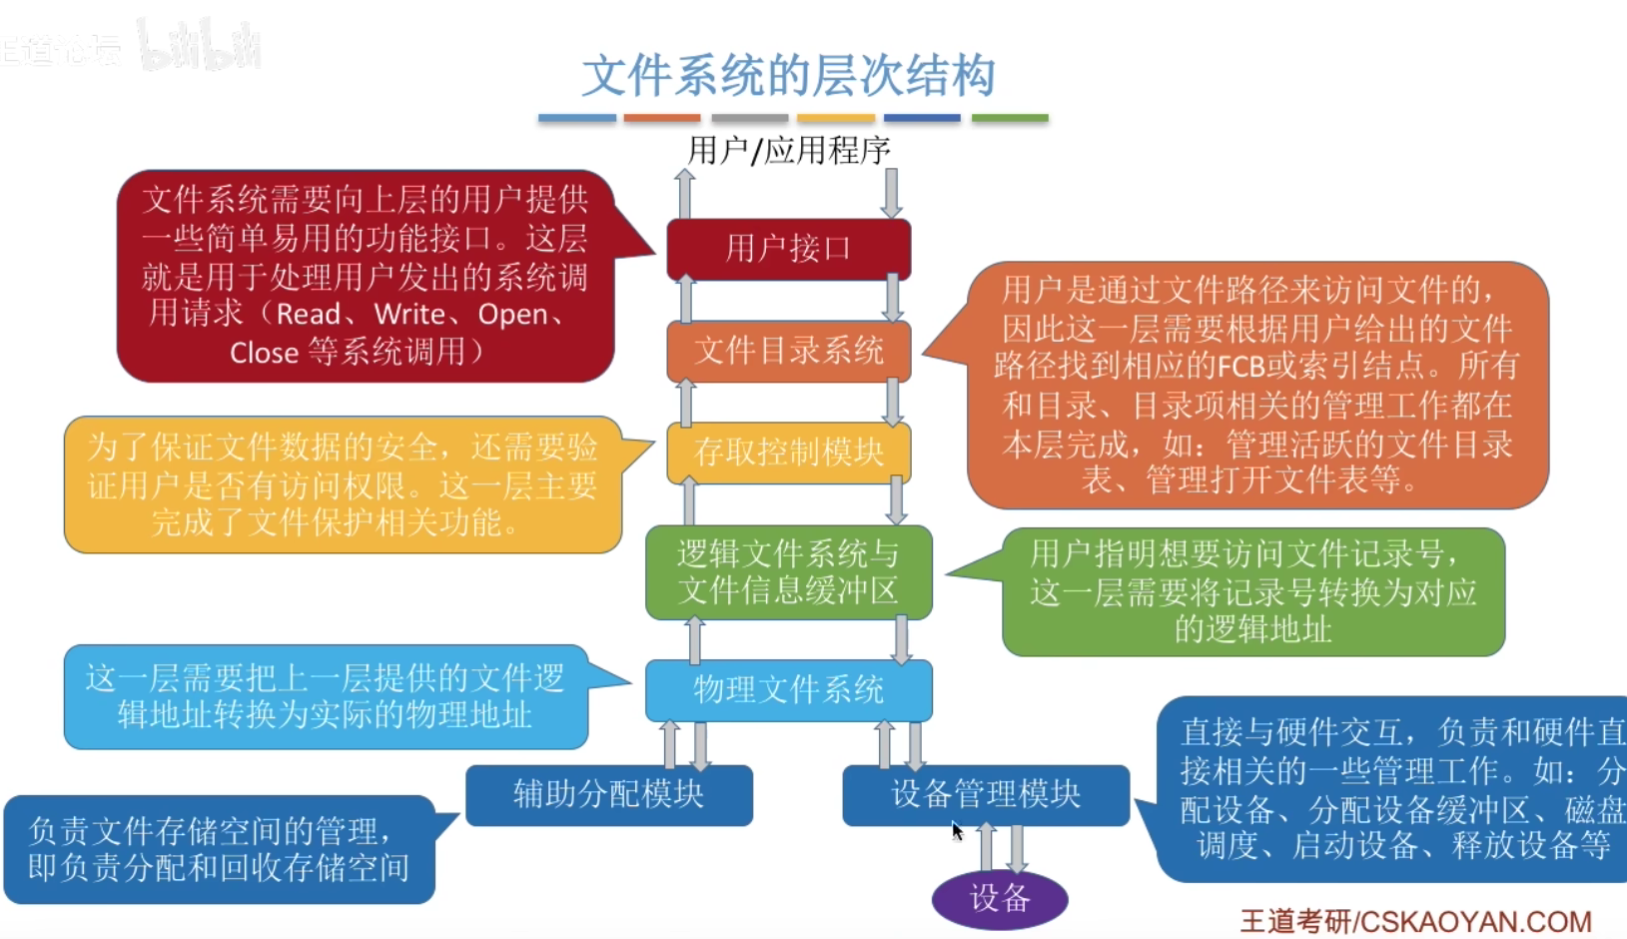 王道论坛 bilibili
文件系统的层次结构
用户/应用程序
文件系统需要向上层的用户提供
一些简单易用的功能接口。这层
就是用于处理用户发出的系统调
用请求（Read、Write、Open、
Close 等系统调用）
用户接口
用户是通过文件路径来访问文件的，
因此这一层需要根据用户给出的文件
路径找到相应的FCB或索引结点。所有
和目录、目录项相关的管理工作都在
本层完成，如：管理活跃的文件目录
表、管理打开文件表等。
文件目录系统
为了保证文件数据的安全，还需要验
证用户是否有访问权限。这一层主要
完成了文件保护相关功能。
存取控制模块
逻辑文件系统与
文件信息缓冲区
用户指明想要访问文件记录号，
这一层需要将记录号转换为对应
的逻辑地址
这一层需要把上一层提供的文件逻
辑地址转换为实际的物理地址
物理文件系统
辅助分配模块
设备管理模块
直接与硬件交互，负责和硬件直
接相关的一些管理工作。如：分
配设备、分配设备缓冲区、磁盘
调度、启动设备、释放设备等
负责文件存储空间的管理，
即负责分配和回收存储空间
设备
王道考研/CSKAOYAN.COM